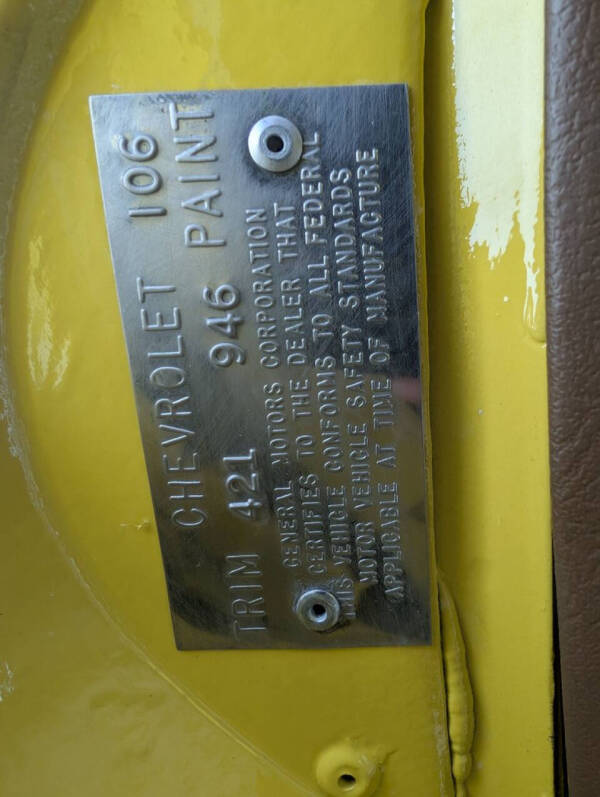 CHEVROLET 106
TRIM 421 946 PAINT
GENERAL MOTORS CORPORATION
CERTIFIES TO THE DEALER THAT
THIS VEHICLE CONFORMS TO ALL FEDERAL
MOTOR VEHICLE SAFETY STANDARDS
APPLICABLE AT TIME OF MANUFACTURE